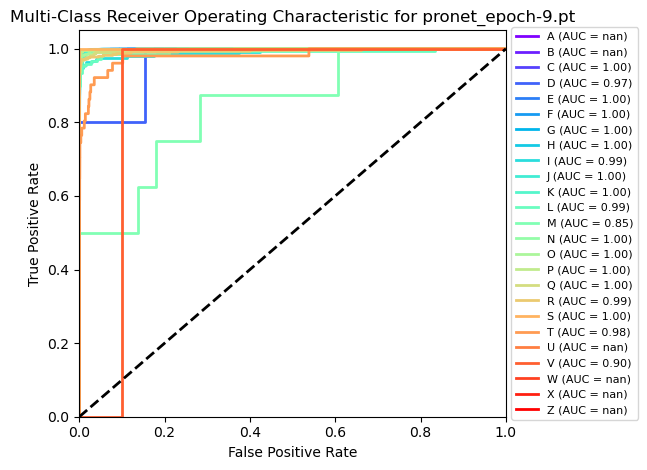 Multi-Class Receiver Operating Characteristic for pronet_epoch-9.pt
1.0
0.8
0.6
0.4
0.2
0.0
True Positive Rate
0.0 0.2 0.4 0.6 0.8 1.0
False Positive Rate
A (AUC = nan)
B (AUC = nan)
C (AUC = 1.00)
D (AUC = 0.97)
E (AUC = 1.00)
F (AUC = 1.00)
G (AUC = 1.00)
H (AUC = 1.00)
I (AUC = 0.99)
J (AUC = 1.00)
K (AUC = 1.00)
L (AUC = 0.99)
M (AUC = 0.85)
N (AUC = 1.00)
O (AUC = 1.00)
P (AUC = 1.00)
Q (AUC = 1.00)
R (AUC = 0.99)
S (AUC = 1.00)
T (AUC = 0.98)
U (AUC = nan)
V (AUC = 0.90)
W (AUC = nan)
X (AUC = nan)
Z (AUC = nan)